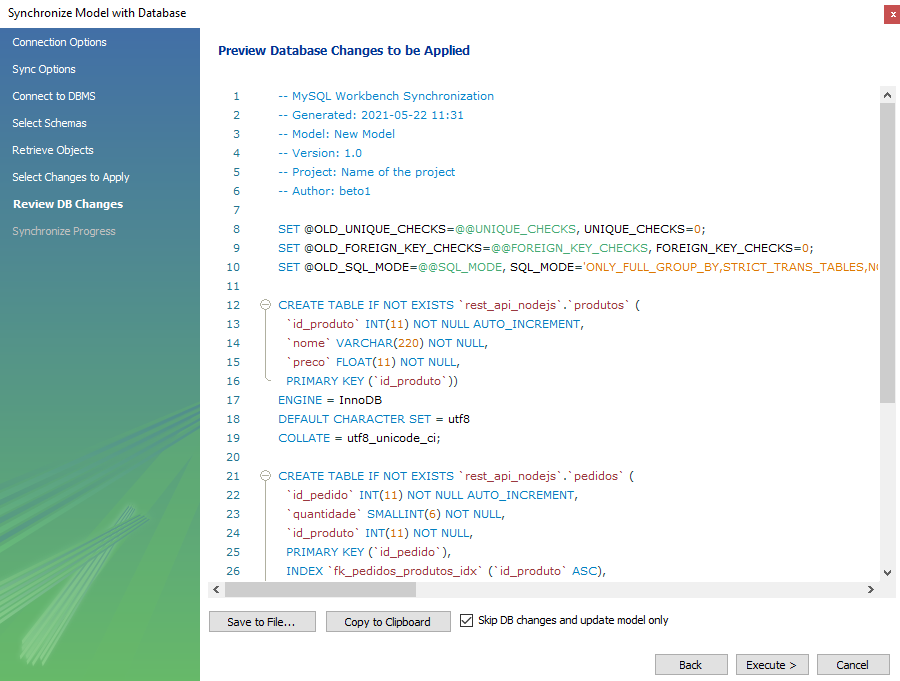 Synchronize Model with Database
x
Connection Options
Sync Options
Connect to DBMS
Select Schemas
Retrieve Objects
Select Changes to Apply
Review DB Changes
Synchronize Progress
Preview Database Changes to be Applied
1 -- MySQL Workbench Synchronization
2 -- Generated: 2021-05-22 11:31
3 -- Model: New Model
4 -- Version: 1.0
5 -- Project: Name of the project
6 -- Author: beto1
7
8 SET @OLD_UNIQUE_CHECKS=@@UNIQUE_CHECKS, UNIQUE_CHECKS=0;
9 SET @OLD_FOREIGN_KEY_CHECKS=@@FOREIGN_KEY_CHECKS, FOREIGN_KEY_CHECKS=0;
10 SET @OLD_SQL_MODE=@@SQL_MODE, SQL_MODE='ONLY_FULL_GROUP_BY,STRICT_TRANS_TABLES,
11
12 CREATE TABLE IF NOT EXISTS `rest_api_nodejs`.`produtos` (
13 `id_produto` INT(11) NOT NULL AUTO_INCREMENT,
14 `nome` VARCHAR(220) NOT NULL,
15 `preco` FLOAT(11) NOT NULL,
16 PRIMARY KEY (`id_produto`))
17 ENGINE = InnoDB
18 DEFAULT CHARACTER SET = utf8
19 COLLATE = utf8_unicode_ci;
20
21 CREATE TABLE IF NOT EXISTS `rest_api_nodejs`.`pedidos` (
22 `id_pedido` INT(11) NOT NULL AUTO_INCREMENT,
23 `quantidade` SMALLINT(6) NOT NULL,
24 `id_produto` INT(11) NOT NULL,
25 PRIMARY KEY (`id_pedido`),
26 INDEX `fk_pedidos_produtos_idx` (`id_produto` ASC),
Save to File...
Copy to Clipboard
Skip DB changes and update model only
Back
Execute >
Cancel